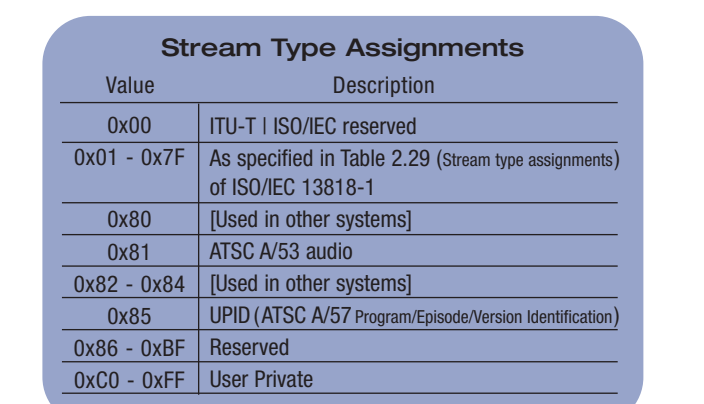 Stream Type Assignments
Value Description
0x00 ITU-T | ISO/IEC reserved
0x01 - 0x7F As specified in Table 2.29 (Stream type assignments)
of ISO/IEC 13818-1
0x80 [Used in other systems]
0x81 ATSC A/53 audio
0x82 - 0x84 [Used in other systems]
0x85 UPID (ATSC A/57 Program/Episode/Version Identification)
0x86 - 0xBF Reserved
0xC0 - 0xFF User Private